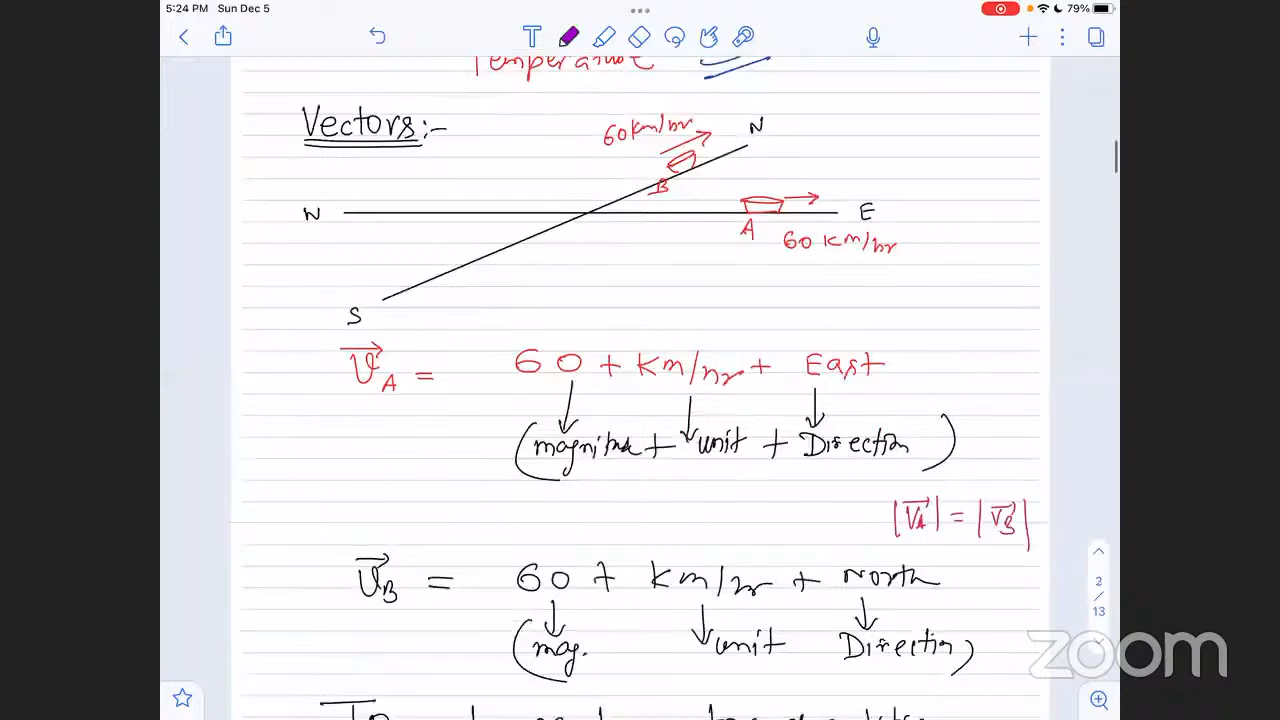 5:24 PM Sun Dec 5
79%
T
Temperature
Vectors:-
60 Km/hr
N
B
W
E
A
60 Km/hr
S
V_A = 60 + Km/hr + East
(magnitude + unit + Direction)
|V_A| = |V_B|
V_B = 60 + Km/hr + North
(mag. unit Direction)
2
/
13
zoom